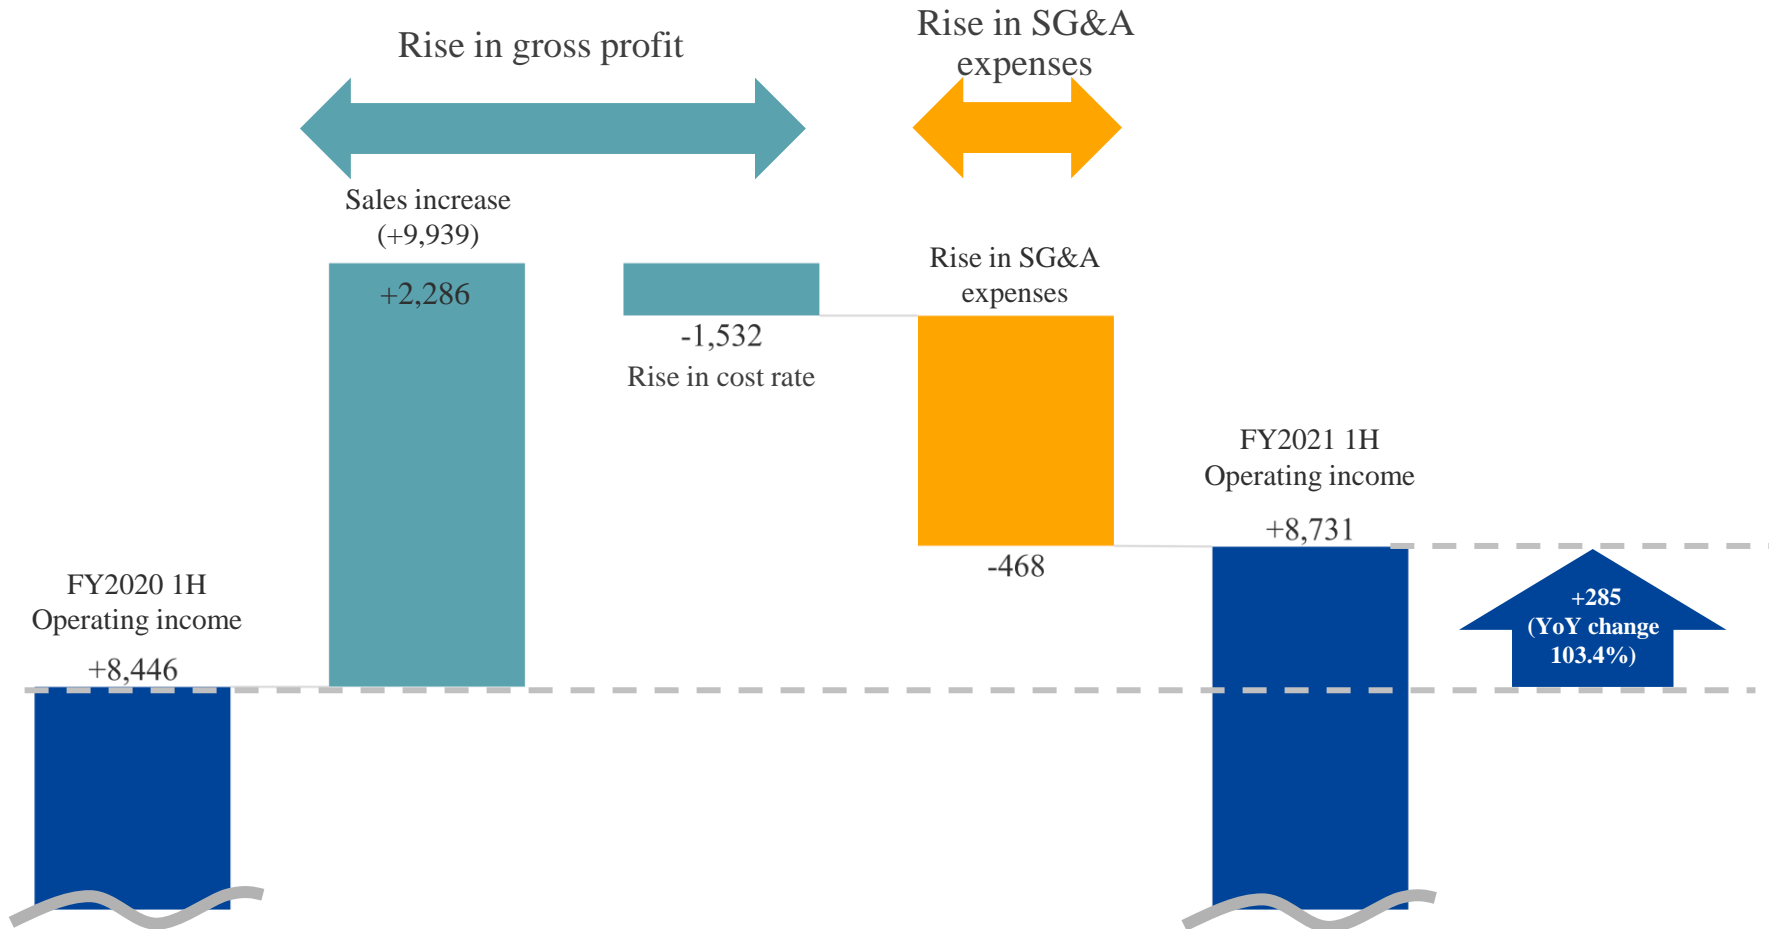 Rise in gross profit
Rise in SG&A
expenses
Sales increase
(+9,939)
+2,286
-1,532
Rise in cost rate
Rise in SG&A
expenses
-468
FY2020 1H
Operating income
+8,446
FY2021 1H
Operating income
+8,731
+285
(YoY change
103.4%)